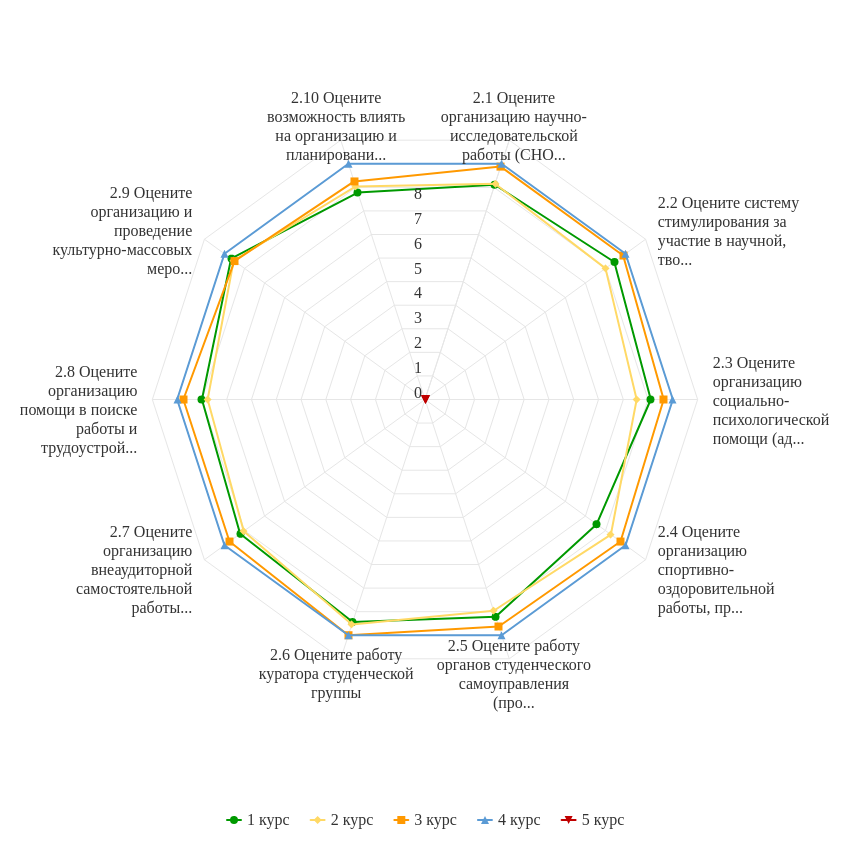 2.10 Оцените
возможность влиять
на организацию и
планировани...
2.1 Оцените
организацию научно-
исследовательской
работы (СНО...
2.9 Оцените
организацию и
проведение
культурно-массовых
меро...
2.2 Оцените систему
стимулирования за
участие в научной,
тво...
8
7
6
5
4
3
2
1
0
2.8 Оцените
организацию
помощи в поиске
работы и
трудоустрой...
2.3 Оцените
организацию
социально-
психологической
помощи (ад...
2.7 Оцените
организацию
внеаудиторной
самостоятельной
работы...
2.4 Оцените
организацию
спортивно-
оздоровительной
работы, пр...
2.6 Оцените работу
куратора студенческой
группы
2.5 Оцените работу
органов студенческого
самоуправления
(про...
1 курс 2 курс 3 курс 4 курс 5 курс